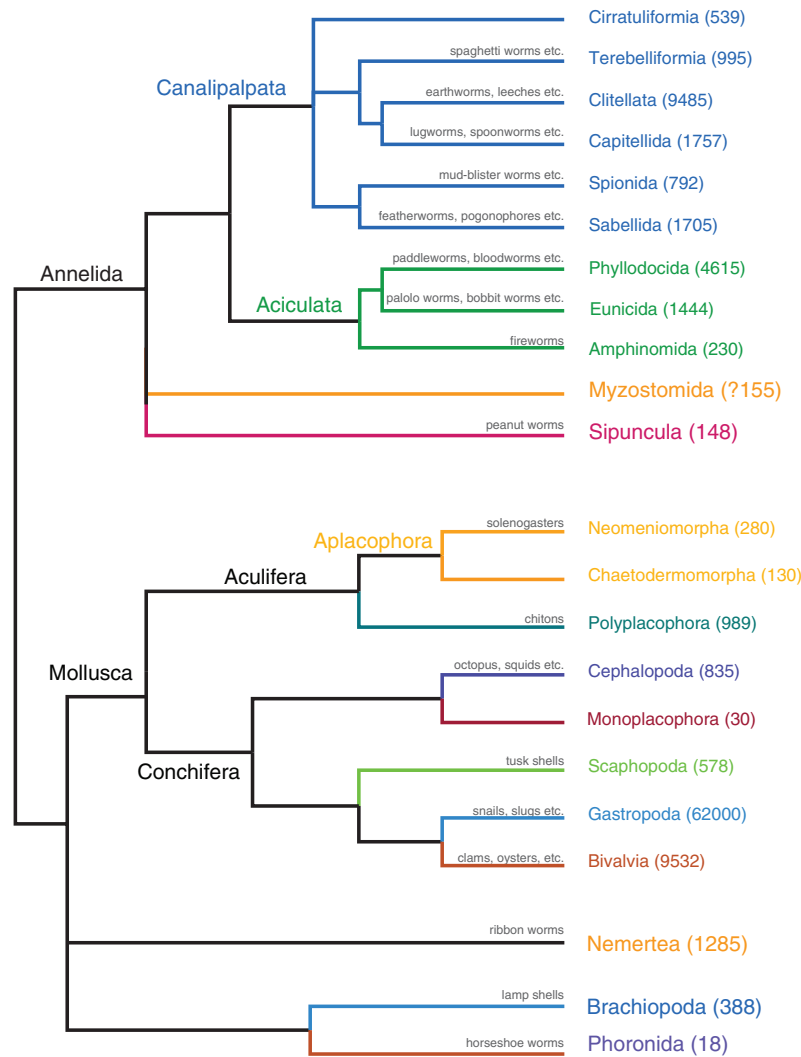 Cirratuliformia (539)
spaghetti worms etc.
Terebelliformia (995)
Canalipalpata
earthworms, leeches etc.
Clitellata (9485)
lugworms, spoonworms etc.
Capitellida (1757)
mud-blister worms etc.
Spionida (792)
featherworms, pogonophores etc.
Sabellida (1705)
Annelida
paddleworms, bloodworms etc.
Phyllodocida (4615)
Aciculata
palolo worms, bobbit worms etc.
Eunicida (1444)
fireworms
Amphinomida (230)
Myzostomida (?155)
peanut worms
Sipuncula (148)
solenogasters
Neomeniomorpha (280)
Aplacophora
Aculifera
Chaetodermomorpha (130)
chitons
Polyplacophora (989)
Mollusca
octopus, squids etc.
Cephalopoda (835)
Monoplacophora (30)
Conchifera
tusk shells
Scaphopoda (578)
snails, slugs etc.
Gastropoda (62000)
clams, oysters, etc.
Bivalvia (9532)
ribbon worms
Nemertea (1285)
lamp shells
Brachiopoda (388)
horseshoe worms
Phoronida (18)